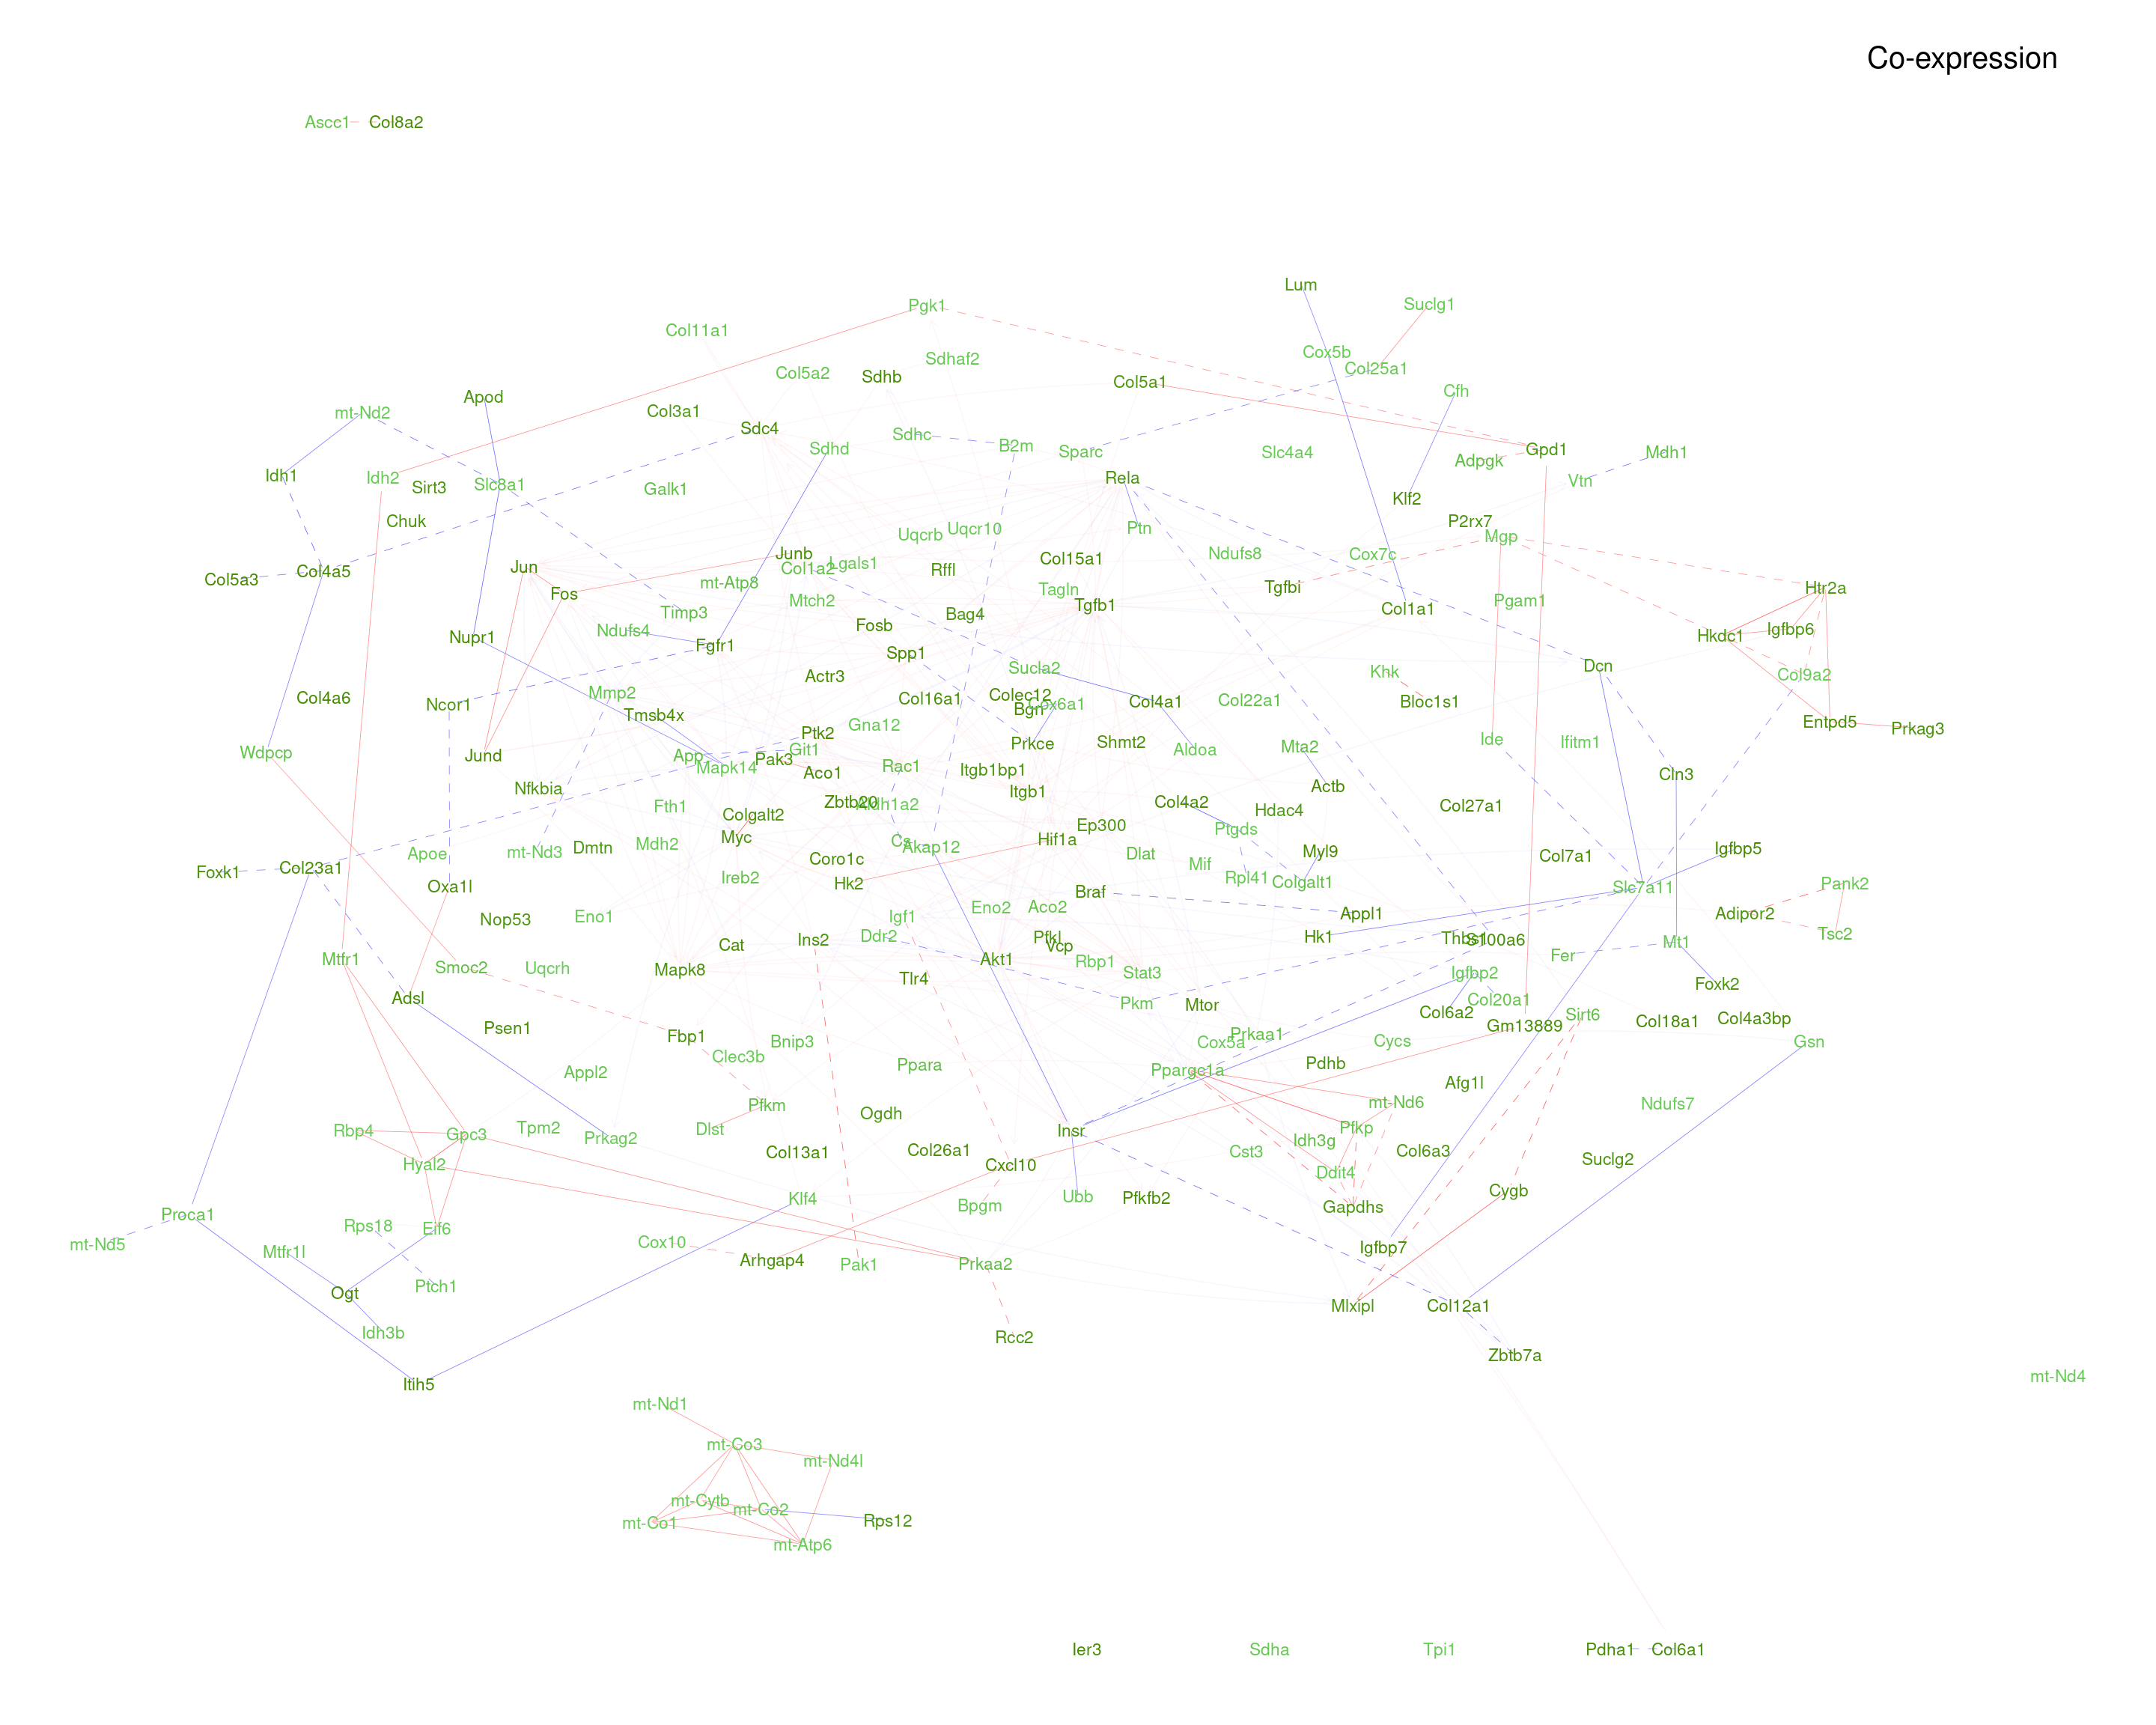 Co-expression
Ascc1
Col8a2
Lum
Pgk1
Suclg1
Col11a1
Cox5b
Sdhaf2
Col25a1
Col5a2
Sdhb
Col5a1
Cfh
Apod
mt-Nd2
Col3a1
Sdc4
Sdhc
B2m
Sdhd
Sparc
Slc4a4
Gpd1
Mdh1
Adpgk
Idh1
Idh2
Rela
Vtn
Slc8a1
Sirt3
Galk1
Klf2
Chuk
P2rx7
Uqcr10
Ptn
Uqcrb
Mgp
Junb
Ndufs8
Cox7c
Col15a1
Lgals1
Jun
Col1a2
Rffl
Col4a5
Col5a3
mt-Atp8
Tgfbi
Htr2a
Tagln
Fos
Mtch2
Pgam1
Tgfb1
Col1a1
Timp3
Bag4
Fosb
Igfbp6
Ndufs4
Hkdc1
Nupr1
Fgfr1
Spp1
Dcn
Sucla2
Khk
Actr3
Col9a2
Mmp2
Colec12
Col4a6
Col16a1
Col22a1
Col4a1
Bloc1s1
Ncor1
Cox6a1
Bgn
Tmsb4x
Entpd5
Gna12
Prkag3
Ptk2
Ide
Ifitm1
Shmt2
Prkce
Mta2
Git1
Aldoa
Wdpcp
Jund
App
Pak3
Mapk14
Rac1
Itgb1bp1
Aco1
Cln3
Actb
Nfkbia
Itgb1
Zbtb20
Aldh1a2
Col4a2
Fth1
Col27a1
Hdac4
Colgalt2
Ep300
Ptgds
Myc
Hif1a
Cs
Mdh2
Akap12
Dmtn
Igfbp5
mt-Nd3
Apoe
Myl9
Dlat
Col7a1
Coro1c
Mif
Col23a1
Foxk1
Ireb2
Rpl41
Hk2
Colgalt1
Pank2
Oxa1l
Slc7a11
Braf
Eno2
Aco2
Appl1
Adipor2
Eno1
Igf1
Nop53
Tsc2
Ddr2
Hk1
Pfkl
Thbs1
S100a6
Ins2
Mt1
Cat
Vcp
Fer
Mtfr1
Akt1
Rbp1
Smoc2
Uqcrh
Mapk8
Stat3
Igfbp2
Tlr4
Foxk2
Adsl
Pkm
Mtor
Col20a1
Col6a2
Sirt6
Col4a3bp
Col18a1
Psen1
Gm13889
Prkaa1
Fbp1
Bnip3
Cox5a
Cycs
Gsn
Clec3b
Pdhb
Ppara
Ppargc1a
Appl2
Afg1l
mt-Nd6
Ndufs7
Pfkm
Ogdh
Tpm2
Dlst
Pfkp
Rbp4
Insr
Gpc3
Prkag2
Idh3g
Col26a1
Col6a3
Col13a1
Cst3
Suclg2
Hyal2
Cxcl10
Ddit4
Cygb
Klf4
Ubb
Pfkfb2
Bpgm
Gapdhs
Proca1
Rps18
Eif6
mt-Nd5
Cox10
Igfbp7
Mtfr1l
Arhgap4
Pak1
Prkaa2
Ptch1
Ogt
Mlxipl
Col12a1
Idh3b
Rcc2
Zbtb7a
mt-Nd4
Itih5
mt-Nd1
mt-Co3
mt-Nd4l
mt-Cytb
mt-Co2
Rps12
mt-Co1
mt-Atp6
Ier3
Sdha
Tpi1
Pdha1
Col6a1